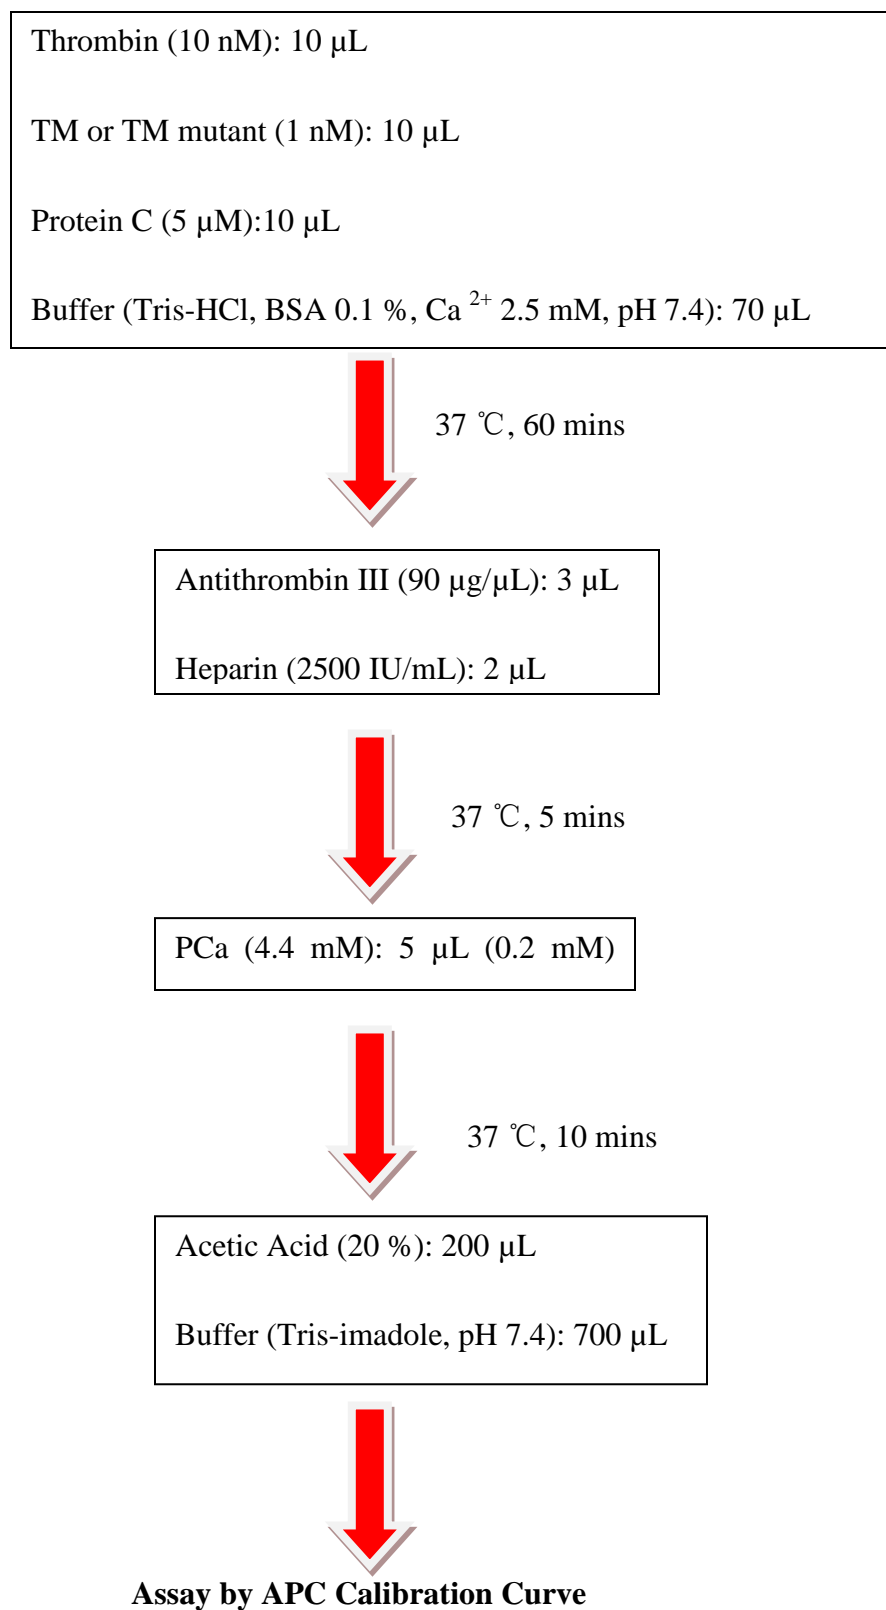 Thrombin (10 nM): 10 µL
TM or TM mutant (1 nM): 10 µL
Protein C (5 µM):10 µL
Buffer (Tris-HCl, BSA 0.1 %, Ca ²⁺ 2.5 mM, pH 7.4): 70 µL
37 ℃, 60 mins
Antithrombin III (90 µg/µL): 3 µL
Heparin (2500 IU/mL): 2 µL
37 ℃, 5 mins
PCa (4.4 mM): 5 µL (0.2 mM)
37 ℃, 10 mins
Acetic Acid (20 %): 200 µL
Buffer (Tris-imadole, pH 7.4): 700 µL
Assay by APC Calibration Curve